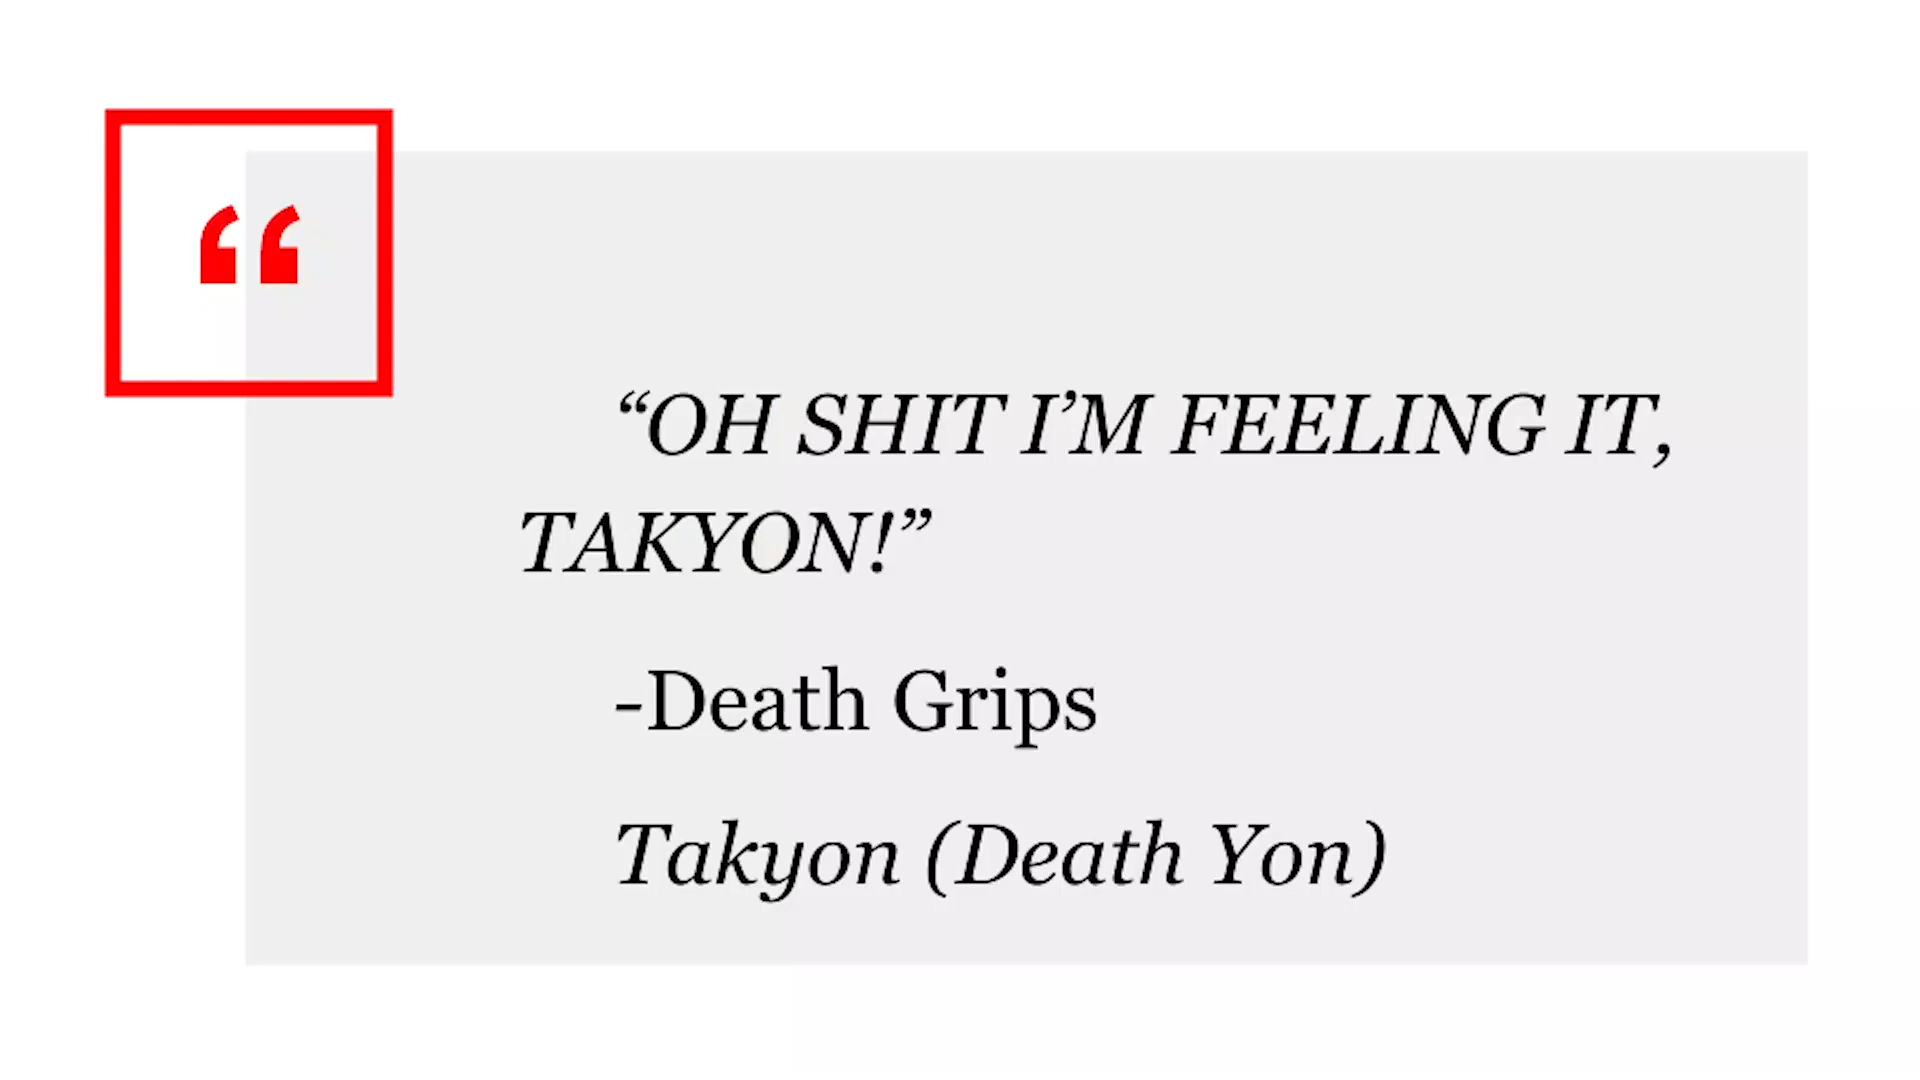 “
“OH SHIT I’M FEELING IT,
TAKYON!”
-Death Grips
Takyon (Death Yon)